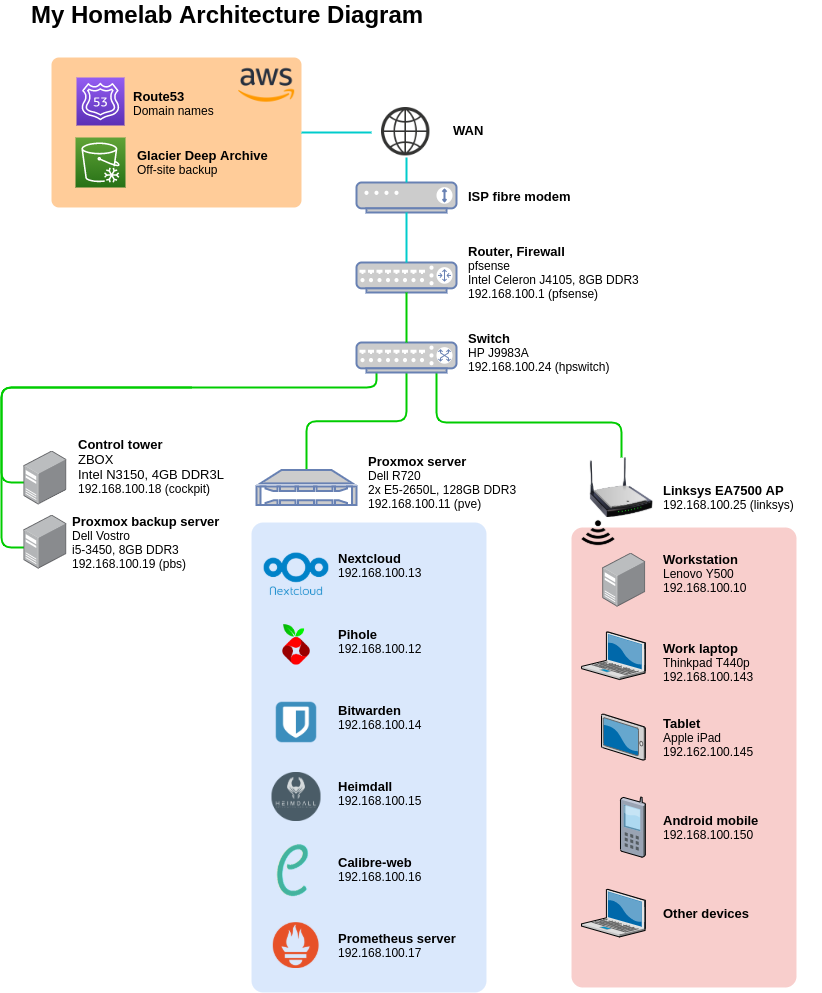 My Homelab Architecture Diagram
aws
53
Route53
Domain names
Glacier Deep Archive
Off-site backup
WAN
ISP fibre modem
Router, Firewall
pfsense
Intel Celeron J4105, 8GB DDR3
192.168.100.1 (pfsense)
Switch
HP J9983A
192.168.100.24 (hpswitch)
Control tower
ZBOX
Intel N3150, 4GB DDR3L
192.168.100.18 (cockpit)
Proxmox backup server
Dell Vostro
i5-3450, 8GB DDR3
192.168.100.19 (pbs)
Proxmox server
Dell R720
2x E5-2650L, 128GB DDR3
192.168.100.11 (pve)
Nextcloud
Nextcloud
192.168.100.13
Pihole
192.168.100.12
Bitwarden
192.168.100.14
HEIMDALL
Heimdall
192.168.100.15
Calibre-web
192.168.100.16
Prometheus server
192.168.100.17
Linksys EA7500 AP
192.168.100.25 (linksys)
Workstation
Lenovo Y500
192.168.100.10
Work laptop
Thinkpad T440p
192.168.100.143
Tablet
Apple iPad
192.162.100.145
Android mobile
192.168.100.150
Other devices